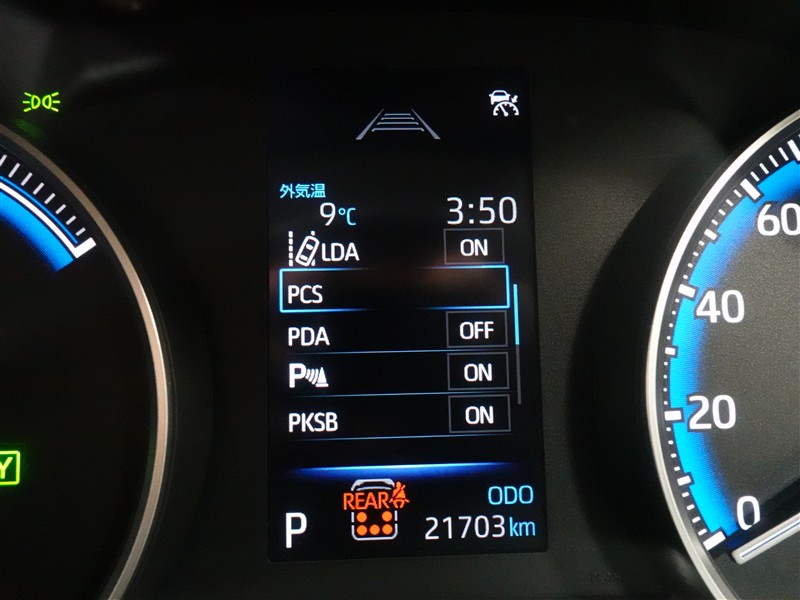 外気温
9℃ 3:50
LDA ON
PCS
PDA OFF
P ON
PKSB ON
REAR
ODO
P 21703km
Y
60
40
20
0